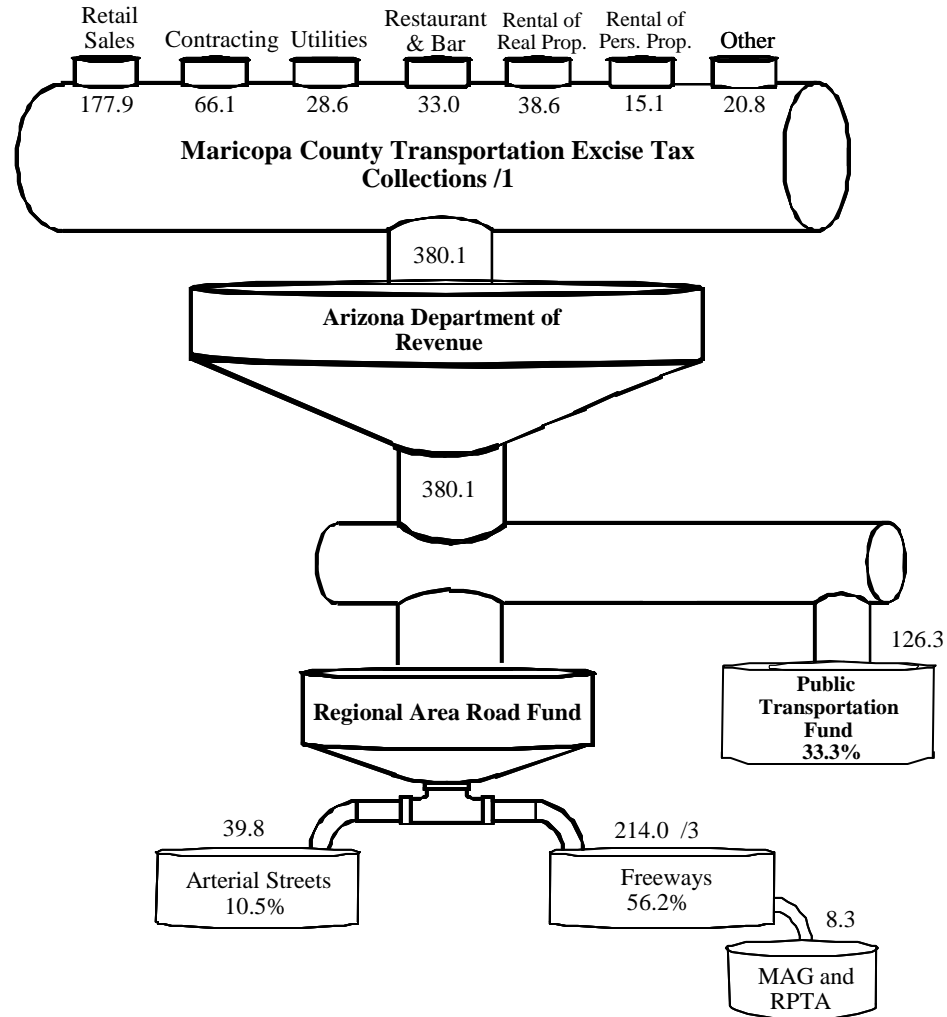 Retail
Sales
Contracting
Utilities
Restaurant
& Bar
Rental of
Real Prop.
Rental of
Pers. Prop.
Other
177.9
66.1
28.6
33.0
38.6
15.1
20.8
Maricopa County Transportation Excise Tax
Collections /1
380.1
Arizona Department of
Revenue
380.1
126.3
Public
Transportation
Fund
33.3%
Regional Area Road Fund
39.8
214.0 /3
Arterial Streets
10.5%
Freeways
56.2%
8.3
MAG and
RPTA